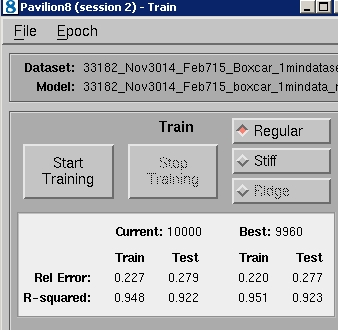 8 Pavilion8 (session 2) - Train
File Epoch
Dataset: 33182_Nov3014_Feb715_Boxcar_1mindatase
Model: 33182_Nov3014_Feb715_boxcar_1mindata_r
Train
Regular
Start Training
Stop Training
Stiff
Ridge
Current: 10000 Best: 9960
Train Test Train Test
Rel Error: 0.227 0.279 0.220 0.277
R-squared: 0.948 0.922 0.951 0.923